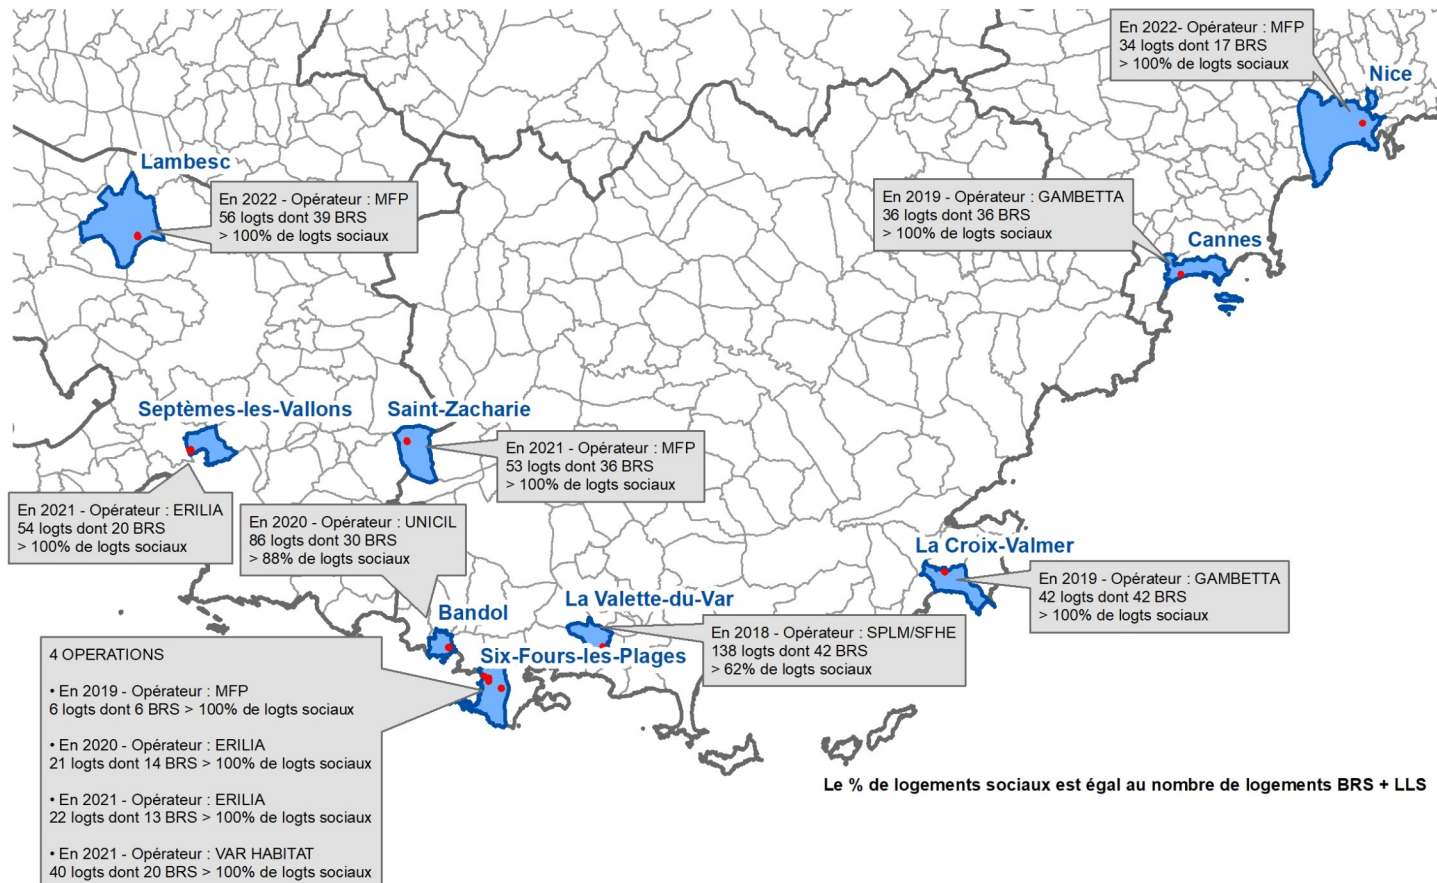 En 2022- Opérateur : MFP
34 logts dont 17 BRS
> 100% de logts sociaux
Nice
Lambesc
En 2022 - Opérateur : MFP
56 logts dont 39 BRS
> 100% de logts sociaux
En 2019 - Opérateur : GAMBETTA
36 logts dont 36 BRS
> 100% de logts sociaux
Cannes
Septèmes-les-Vallons
Saint-Zacharie
En 2021 - Opérateur : MFP
53 logts dont 36 BRS
> 100% de logts sociaux
En 2021 - Opérateur : ERILIA
54 logts dont 20 BRS
> 100% de logts sociaux
En 2020 - Opérateur : UNICIL
86 logts dont 30 BRS
> 88% de logts sociaux
La Croix-Valmer
En 2019 - Opérateur : GAMBETTA
42 logts dont 42 BRS
> 100% de logts sociaux
Bandol
La Valette-du-Var
En 2018 - Opérateur : SPLM/SFHE
138 logts dont 42 BRS
> 62% de logts sociaux
Six-Fours-les-Plages
4 OPERATIONS
• En 2019 - Opérateur : MFP
6 logts dont 6 BRS > 100% de logts sociaux
• En 2020 - Opérateur : ERILIA
21 logts dont 14 BRS > 100% de logts sociaux
• En 2021 - Opérateur : ERILIA
22 logts dont 13 BRS > 100% de logts sociaux
• En 2021 - Opérateur : VAR HABITAT
40 logts dont 20 BRS > 100% de logts sociaux
Le % de logements sociaux est égal au nombre de logements BRS + LLS